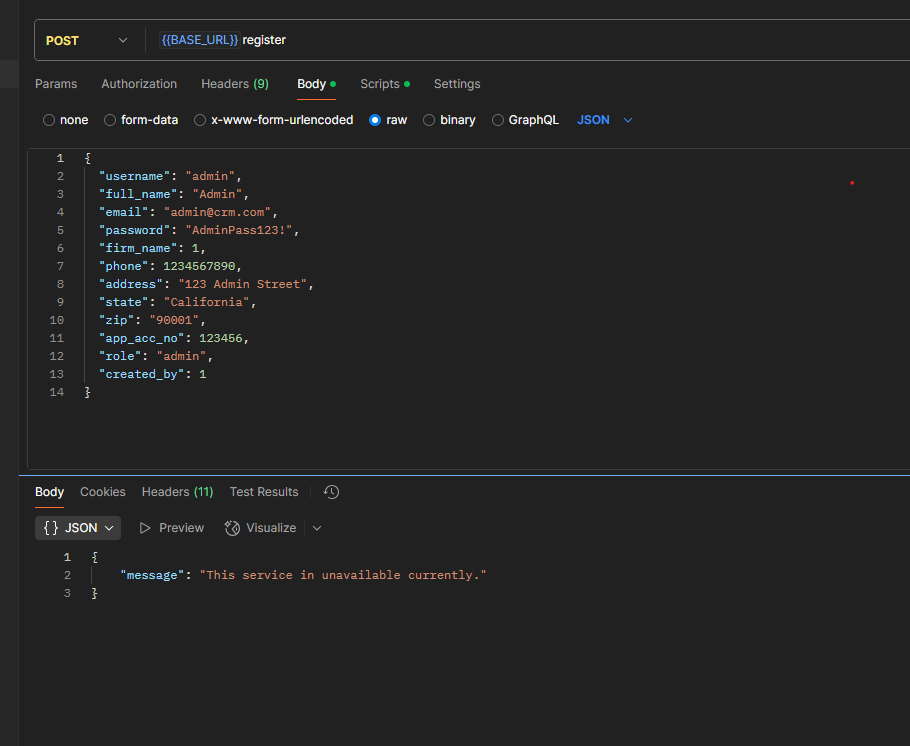 POST {{BASE_URL}} register
Params Authorization Headers (9) Body Scripts Settings
none form-data x-www-form-urlencoded raw binary GraphQL JSON
1 {
2 "username": "admin",
3 "full_name": "Admin",
4 "email": "admin@crm.com",
5 "password": "AdminPass123!",
6 "firm_name": 1,
7 "phone": 1234567890,
8 "address": "123 Admin Street",
9 "state": "California",
10 "zip": "90001",
11 "app_acc_no": 123456,
12 "role": "admin",
13 "created_by": 1
14 }
Body Cookies Headers (11) Test Results
{} JSON Preview Visualize
1 {
2 "message": "This service in unavailable currently."
3 }